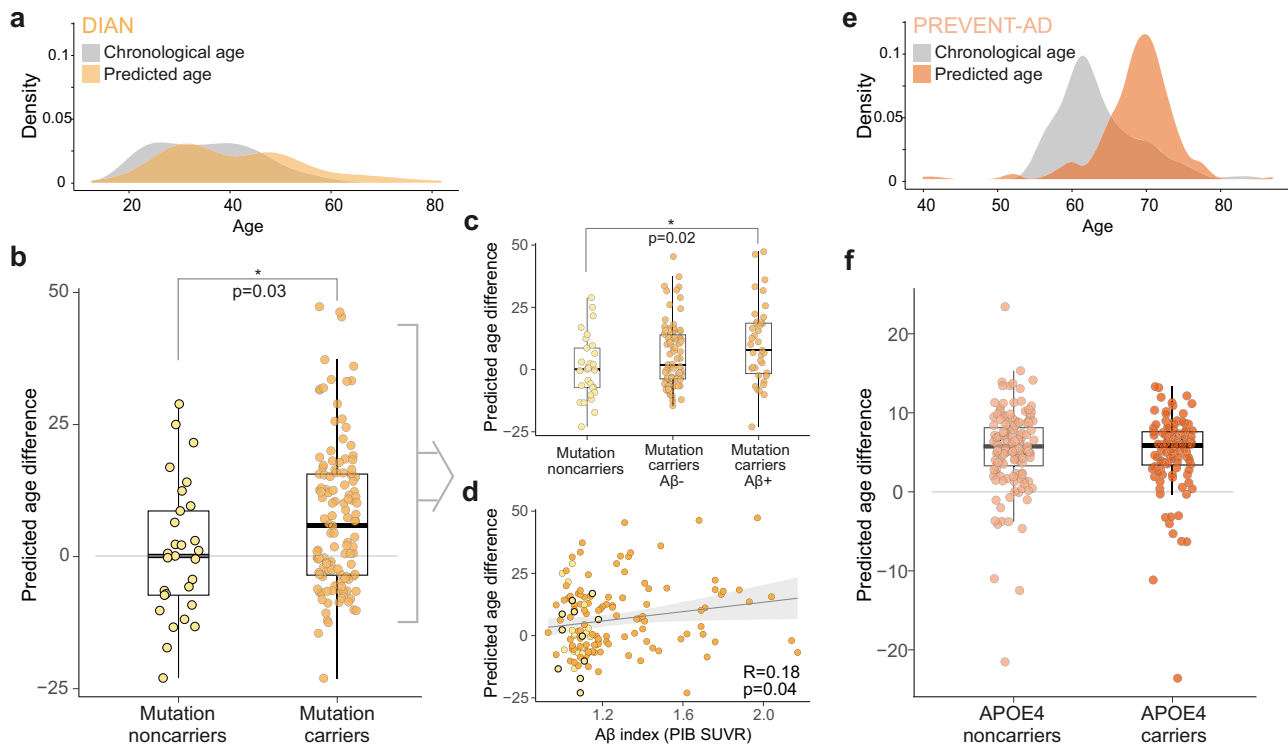 a
DIAN
Chronological age
Predicted age
Density
0.1
0.05
0
20
40
60
80
Age
b
*
p=0.03
Predicted age difference
50
25
0
−25
Mutation
noncarriers
Mutation
carriers
c
*
p=0.02
Predicted age difference
50
25
0
−25
Mutation
noncarriers
Mutation
carriers
Aβ-
Mutation
carriers
Aβ+
d
Predicted age difference
50
25
0
−25
R=0.18
p=0.04
1.2
1.6
2.0
Aβ index (PIB SUVR)
e
PREVENT-AD
Chronological age
Predicted age
Density
0.1
0.05
0
40
50
60
70
80
Age
f
Predicted age difference
20
10
0
−10
−20
APOE4
noncarriers
APOE4
carriers